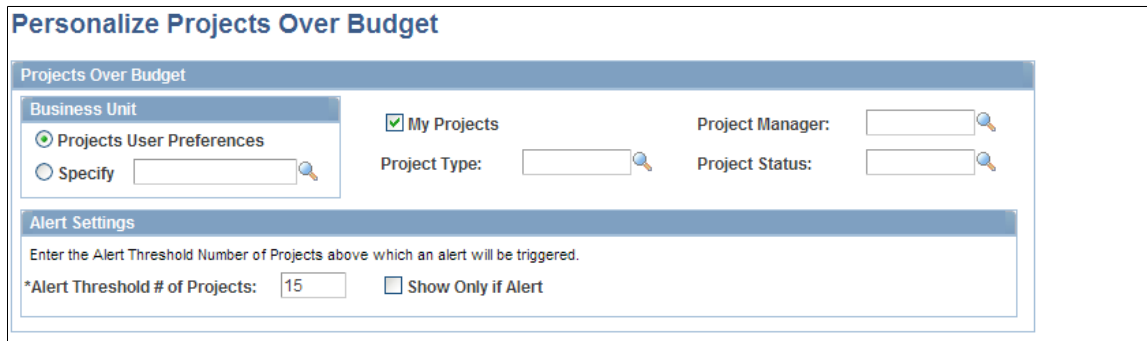 Personalize Projects Over Budget
Projects Over Budget
Business Unit
Projects User Preferences
Specify
My Projects
Project Manager:
Project Type:
Project Status:
Alert Settings
Enter the Alert Threshold Number of Projects above which an alert will be triggered.
*Alert Threshold # of Projects: 15 Show Only if Alert